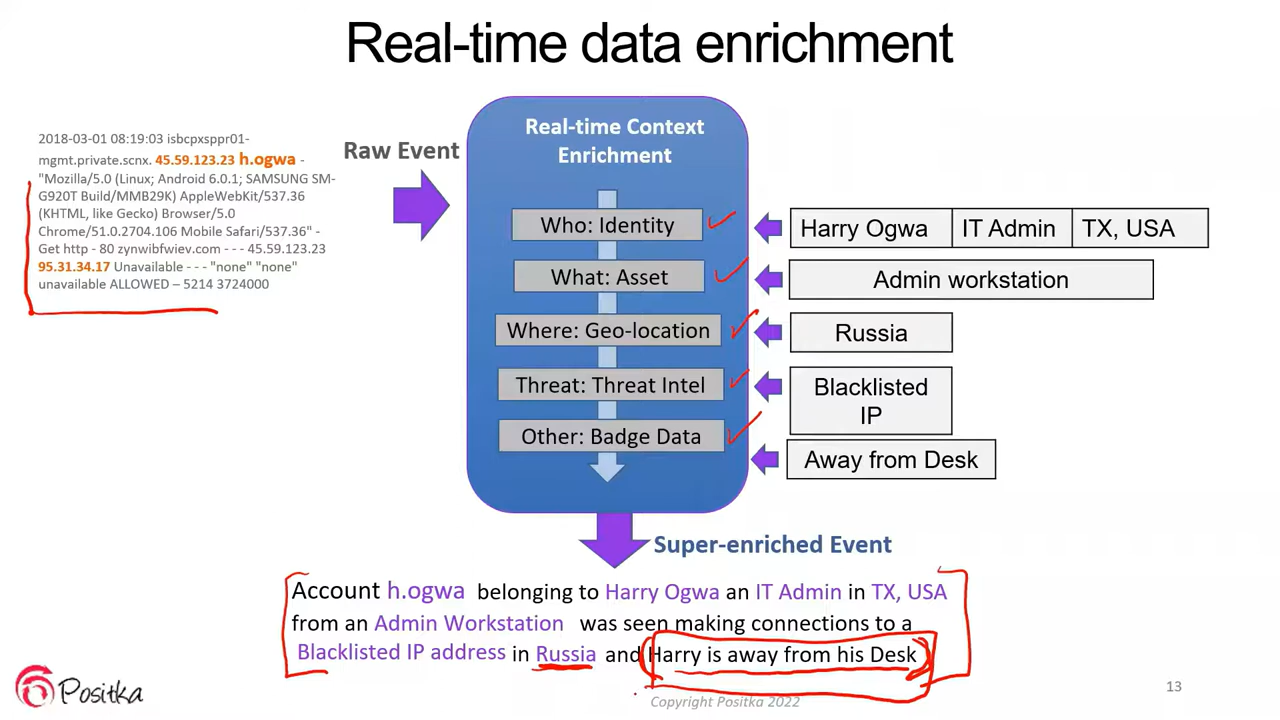 Real-time data enrichment
2018-03-01 08:19:03 isbcpxsppr01-
mgmt.private.scnx. 45.59.123.23 h.ogwa -
"Mozilla/5.0 (Linux; Android 6.0.1; SAMSUNG SM-
G920T Build/MMB29K) AppleWebKit/537.36
(KHTML, like Gecko) Browser/5.0
Chrome/51.0.2704.106 Mobile Safari/537.36" -
Get http - 80 zynwibfwiev.com - - - 45.59.123.23
95.31.34.17 Unavailable - - - "none" "none"
unavailable ALLOWED – 5214 3724000
Raw Event
Real-time Context
Enrichment
Who: Identity
Harry Ogwa IT Admin TX, USA
What: Asset
Admin workstation
Where: Geo-location
Russia
Threat: Threat Intel
Blacklisted
IP
Other: Badge Data
Away from Desk
Super-enriched Event
Account h.ogwa belonging to Harry Ogwa an IT Admin in TX, USA
from an Admin Workstation was seen making connections to a
Blacklisted IP address in Russia and Harry is away from his Desk
Positka
Copyright Positka 2022
13